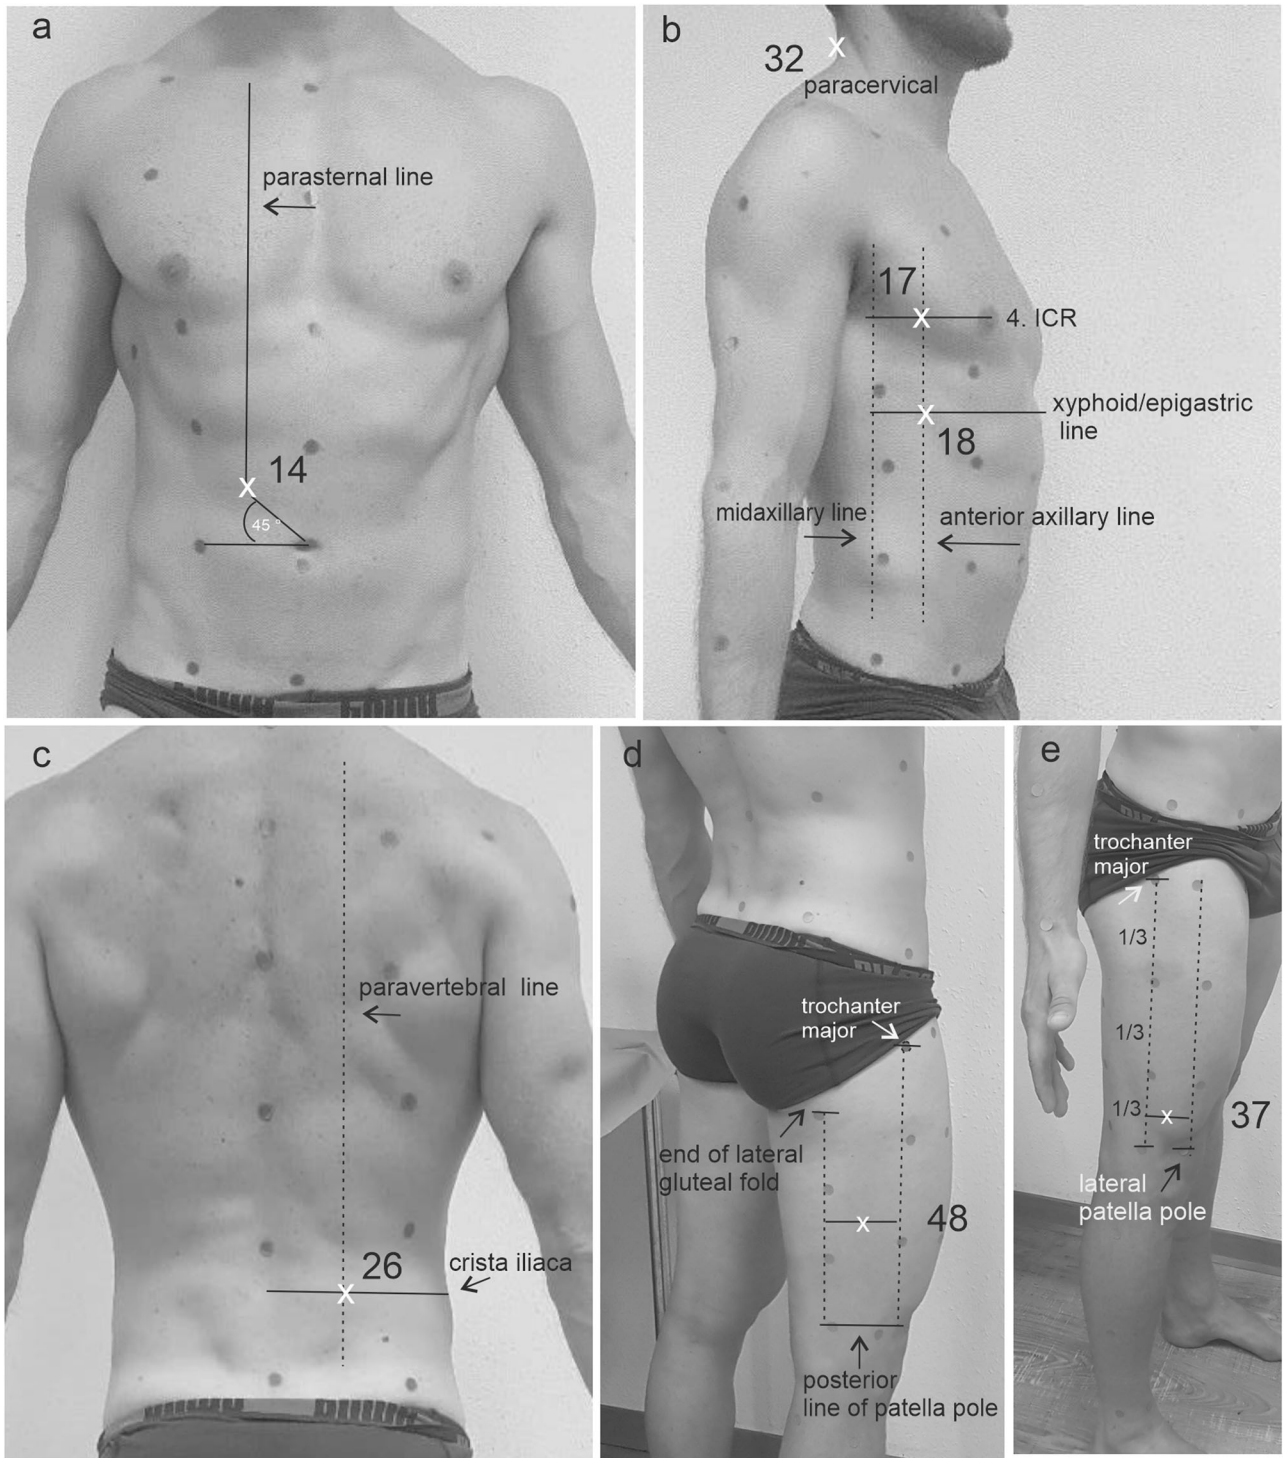 a
parasternal line
14
45 °
b
32
X
paracervical
17
X
4. ICR
X
18
xyphoid/epigastric
line
midaxillary line
anterior axillary line
X
c
paravertebral line
26
X
crista iliaca
d
trochanter
major
end of lateral
gluteal fold
x
48
posterior
line of patella pole
e
trochanter
major
1/3
1/3
1/3
x
37
lateral
patella pole